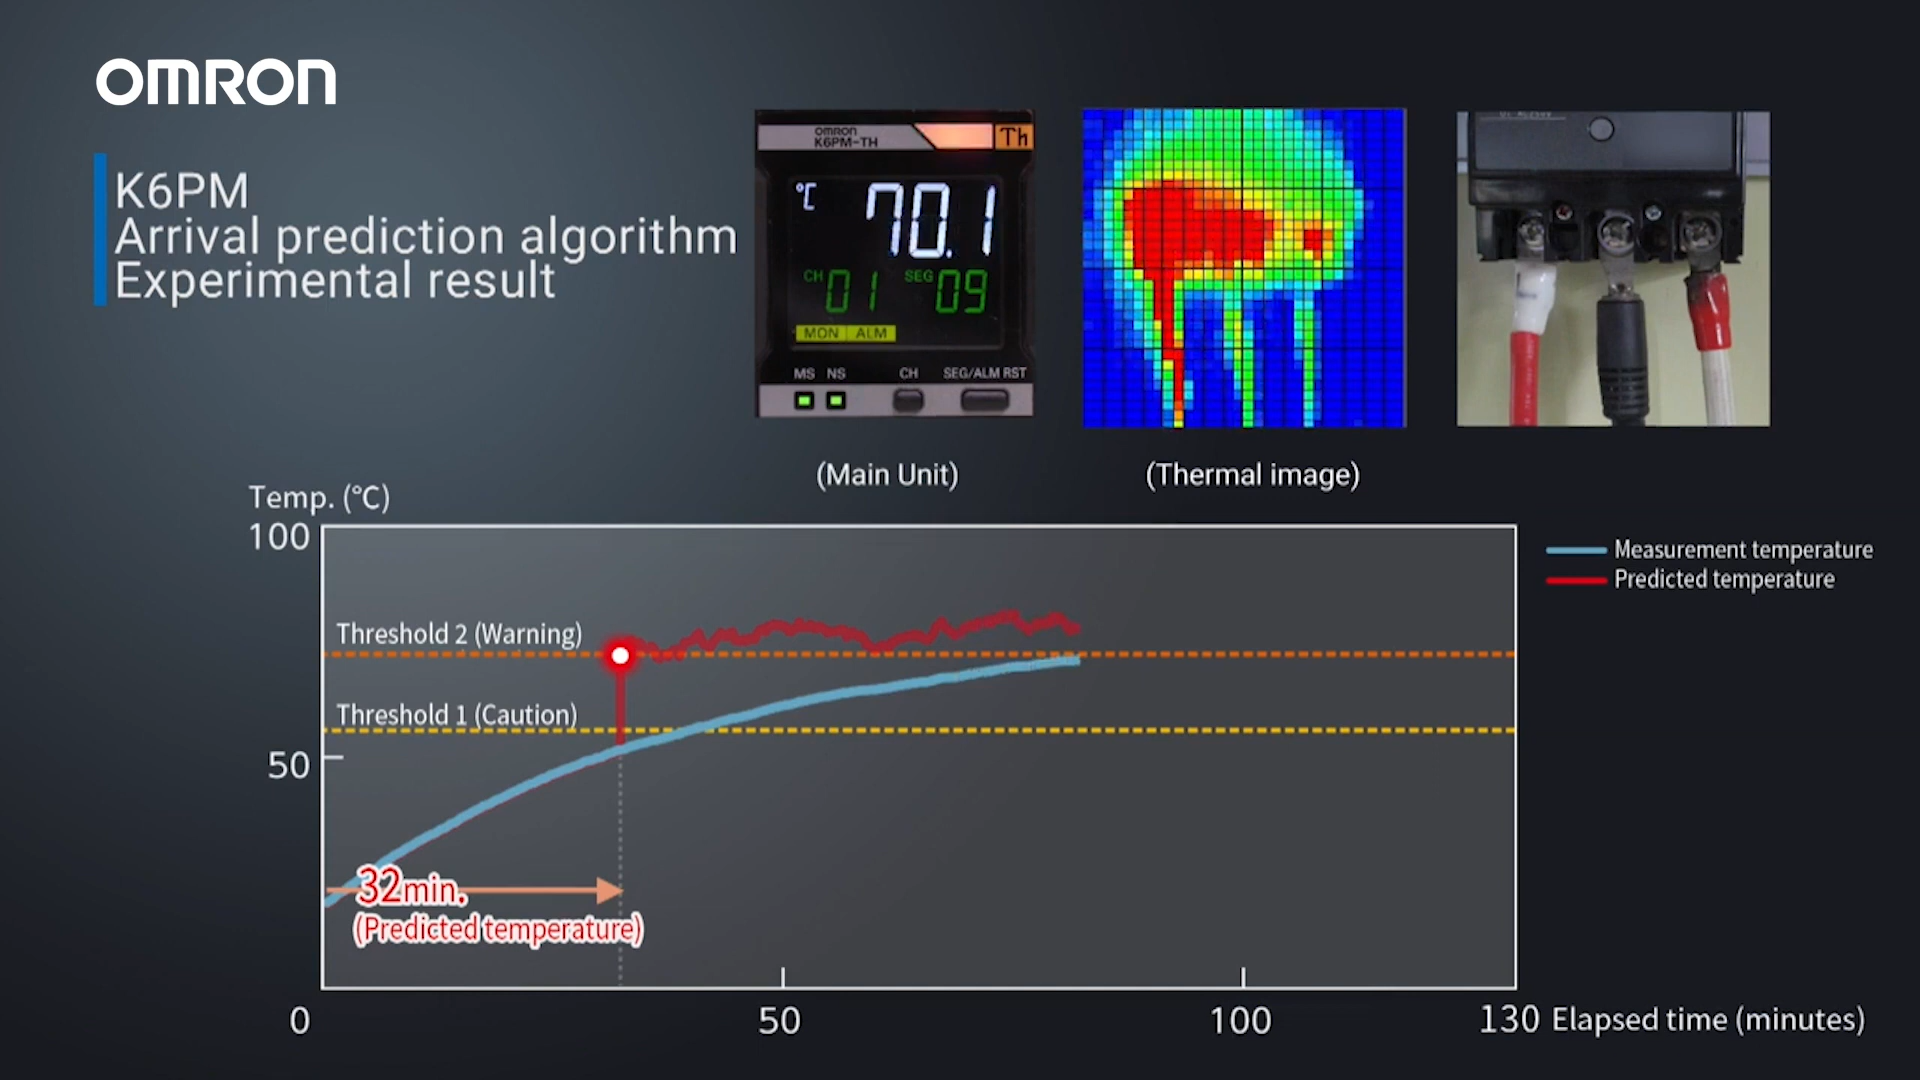 OMRON
K6PM
Arrival prediction algorithm
Experimental result
OMRON
K6PM-TH
Th
°C 70.1
CH 01 SEG 09
MON ALM
MS NS CH SEG/ALM RST
(Main Unit)
(Thermal image)
Temp. (°C)
100
Measurement temperature
Predicted temperature
Threshold 2 (Warning)
Threshold 1 (Caution)
50
32min.
(Predicted temperature)
0 50 100 130 Elapsed time (minutes)